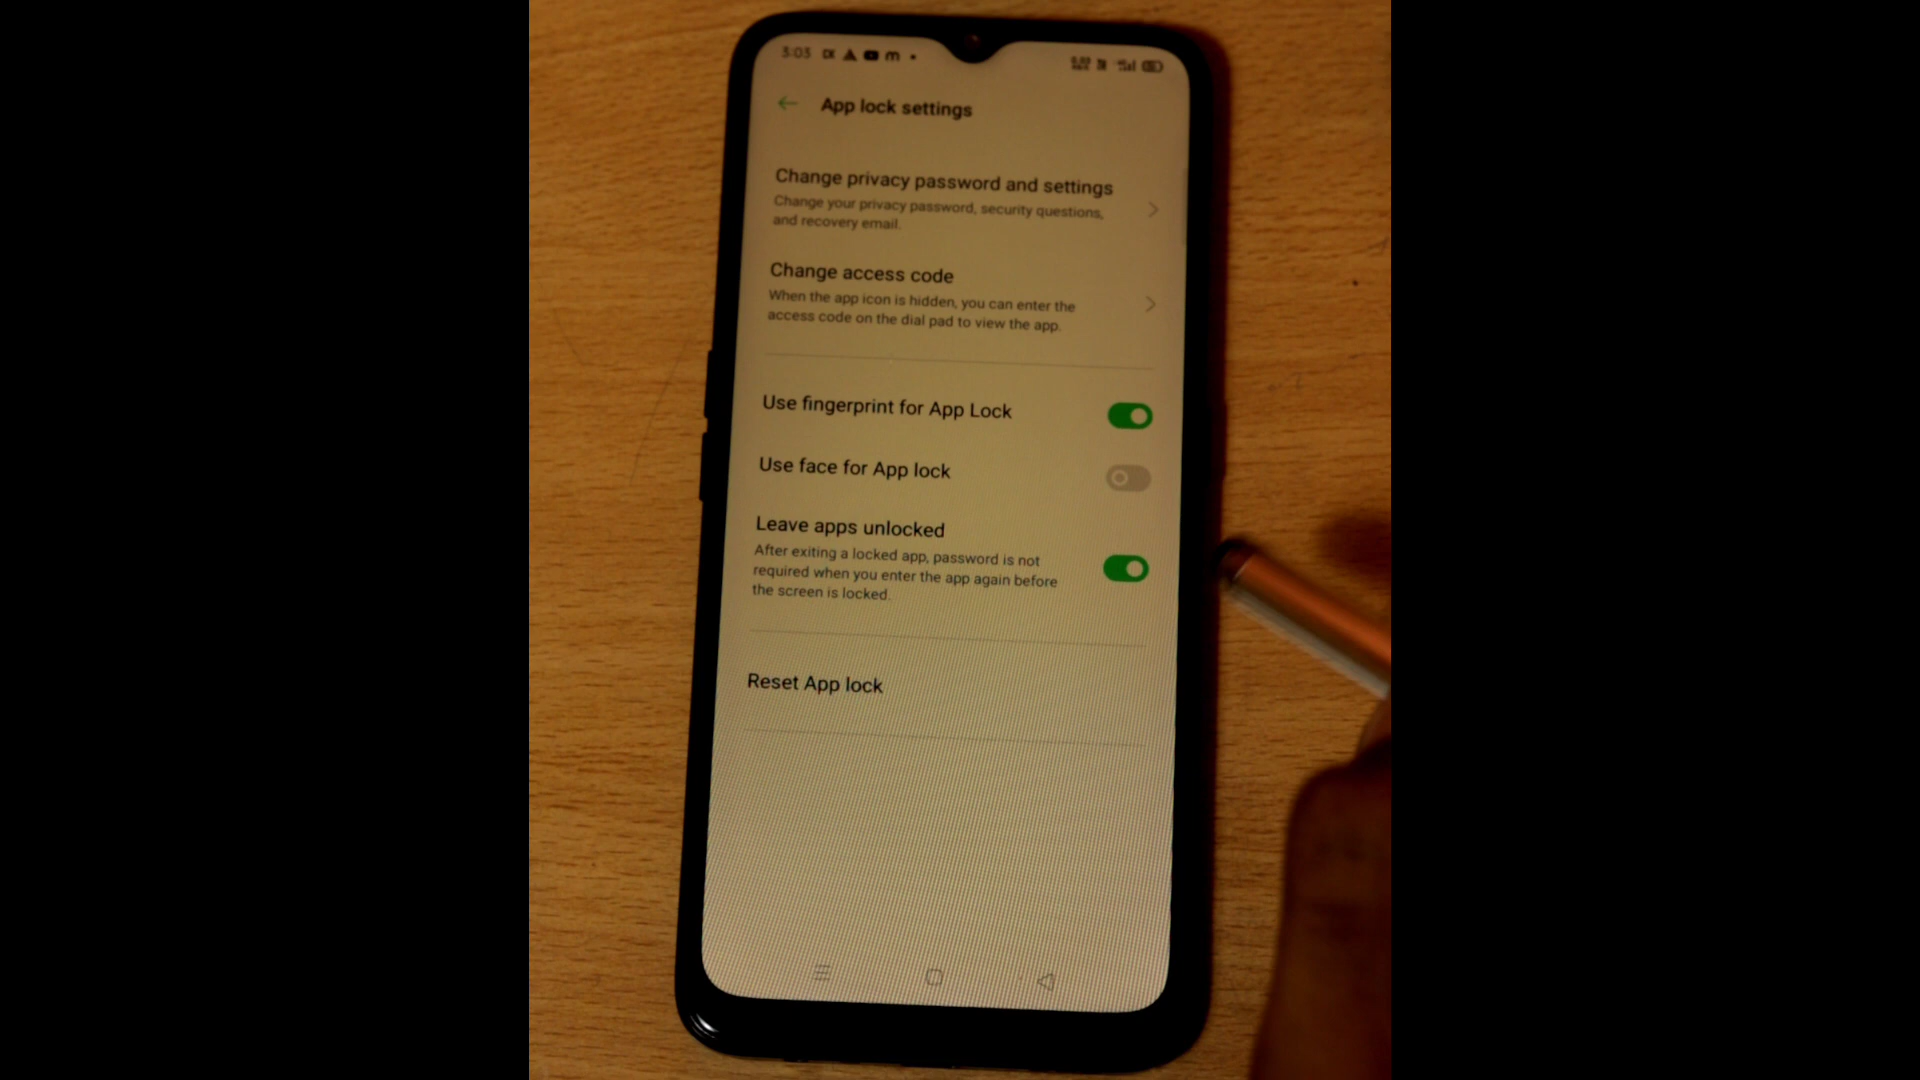 3:03
App lock settings
Change privacy password and settings
Change your privacy password, security questions,
and recovery email.
Change access code
When the app icon is hidden, you can enter the
access code on the dial pad to view the app.
Use fingerprint for App Lock
Use face for App lock
Leave apps unlocked
After exiting a locked app, password is not
required when you enter the app again before
the screen is locked.
Reset App lock